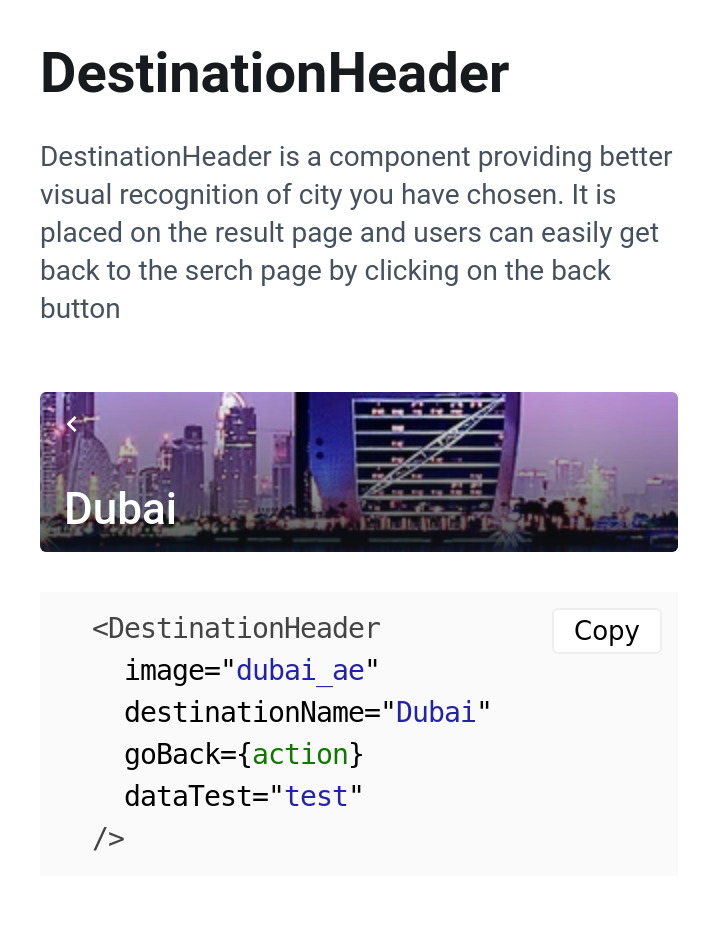 DestinationHeader
DestinationHeader is a component providing better
visual recognition of city you have chosen. It is
placed on the result page and users can easily get
back to the serch page by clicking on the back
button
Dubai
<DestinationHeader
Copy
image="dubai_ae"
destinationName="Dubai"
goBack={action}
dataTest="test"
/>